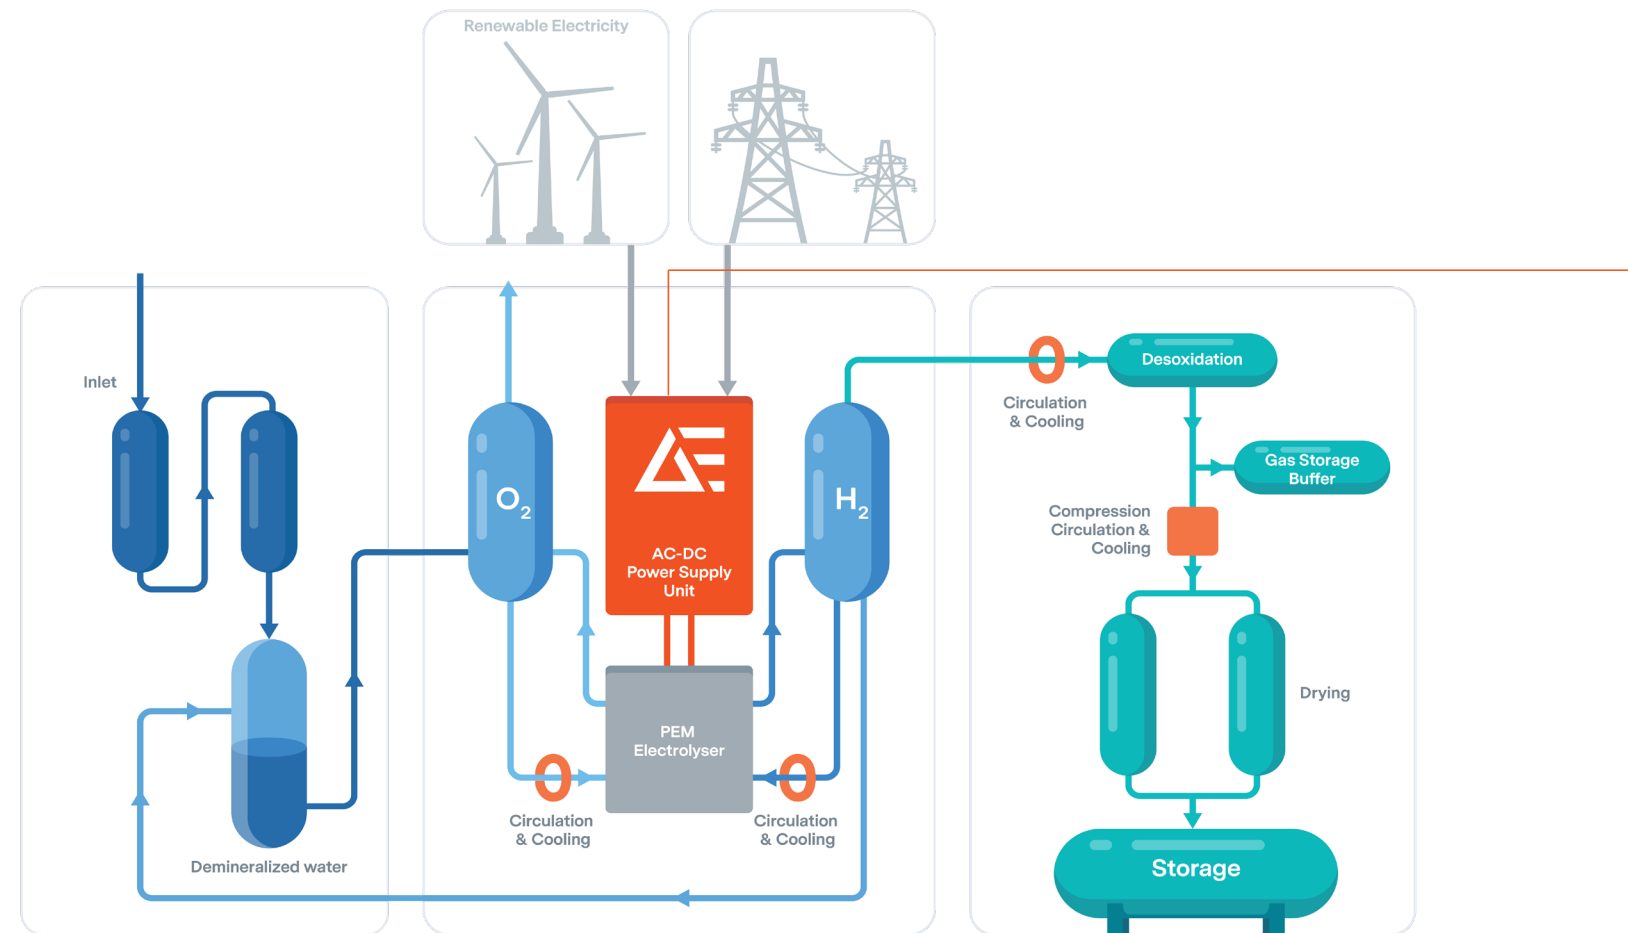 Renewable Electricity
Inlet
Demineralized water
O2
H2
AC-DC
Power Supply
Unit
PEM
Electrolyser
Circulation
& Cooling
Circulation
& Cooling
Circulation
& Cooling
Desoxidation
Gas Storage
Buffer
Compression
Circulation &
Cooling
Drying
Storage